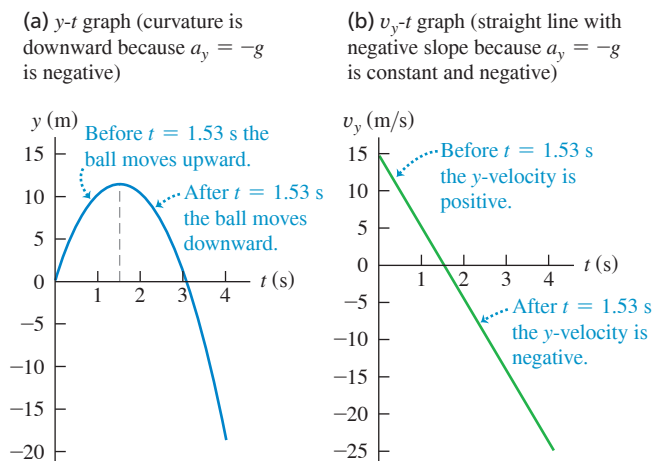 (a) y-t graph (curvature is
downward because a_y = −g
is negative)
y (m)
Before t = 1.53 s the
ball moves upward.
After t = 1.53 s
the ball moves
downward.
15
10
5
0
−5
−10
−15
−20
1 2 3 4
t (s)
(b) v_y-t graph (straight line with
negative slope because a_y = −g
is constant and negative)
v_y (m/s)
Before t = 1.53 s
the y-velocity is
positive.
15
10
5
0
−5
−10
−15
−20
−25
1 2 3 4
t (s)
After t = 1.53 s
the y-velocity is
negative.